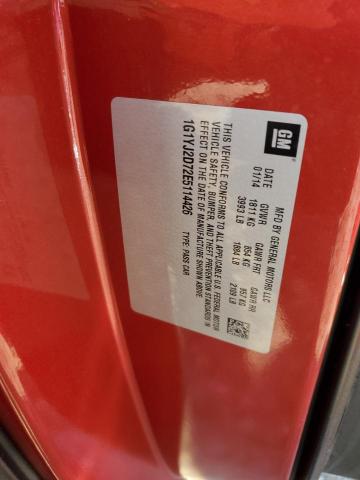 GM
MFD BY GENERAL MOTORS LLC
DATE GVWR GAWR FRT GAWR RR
01/14 1811 KG 854 KG 957 KG
3993 LB 1884 LB 2109 LB
THIS VEHICLE CONFORMS TO ALL APPLICABLE U.S. FEDERAL MOTOR
VEHICLE SAFETY, BUMPER, AND THEFT PREVENTION STANDARDS IN
EFFECT ON THE DATE OF MANUFACTURE SHOWN ABOVE.
1G1YJ2D72E5114426 TYPE: PASS CAR